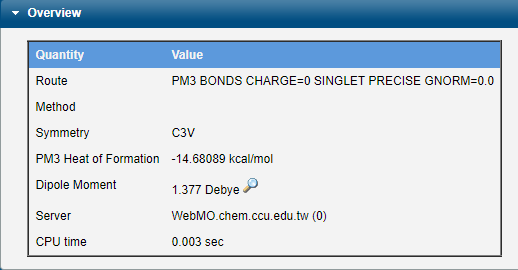 Overview
Quantity Value
Route PM3 BONDS CHARGE=0 SINGLET PRECISE GNORM=0.0
Method
Symmetry C3V
PM3 Heat of Formation -14.68089 kcal/mol
Dipole Moment 1.377 Debye
Server WebMO.chem.ccu.edu.tw (0)
CPU time 0.003 sec